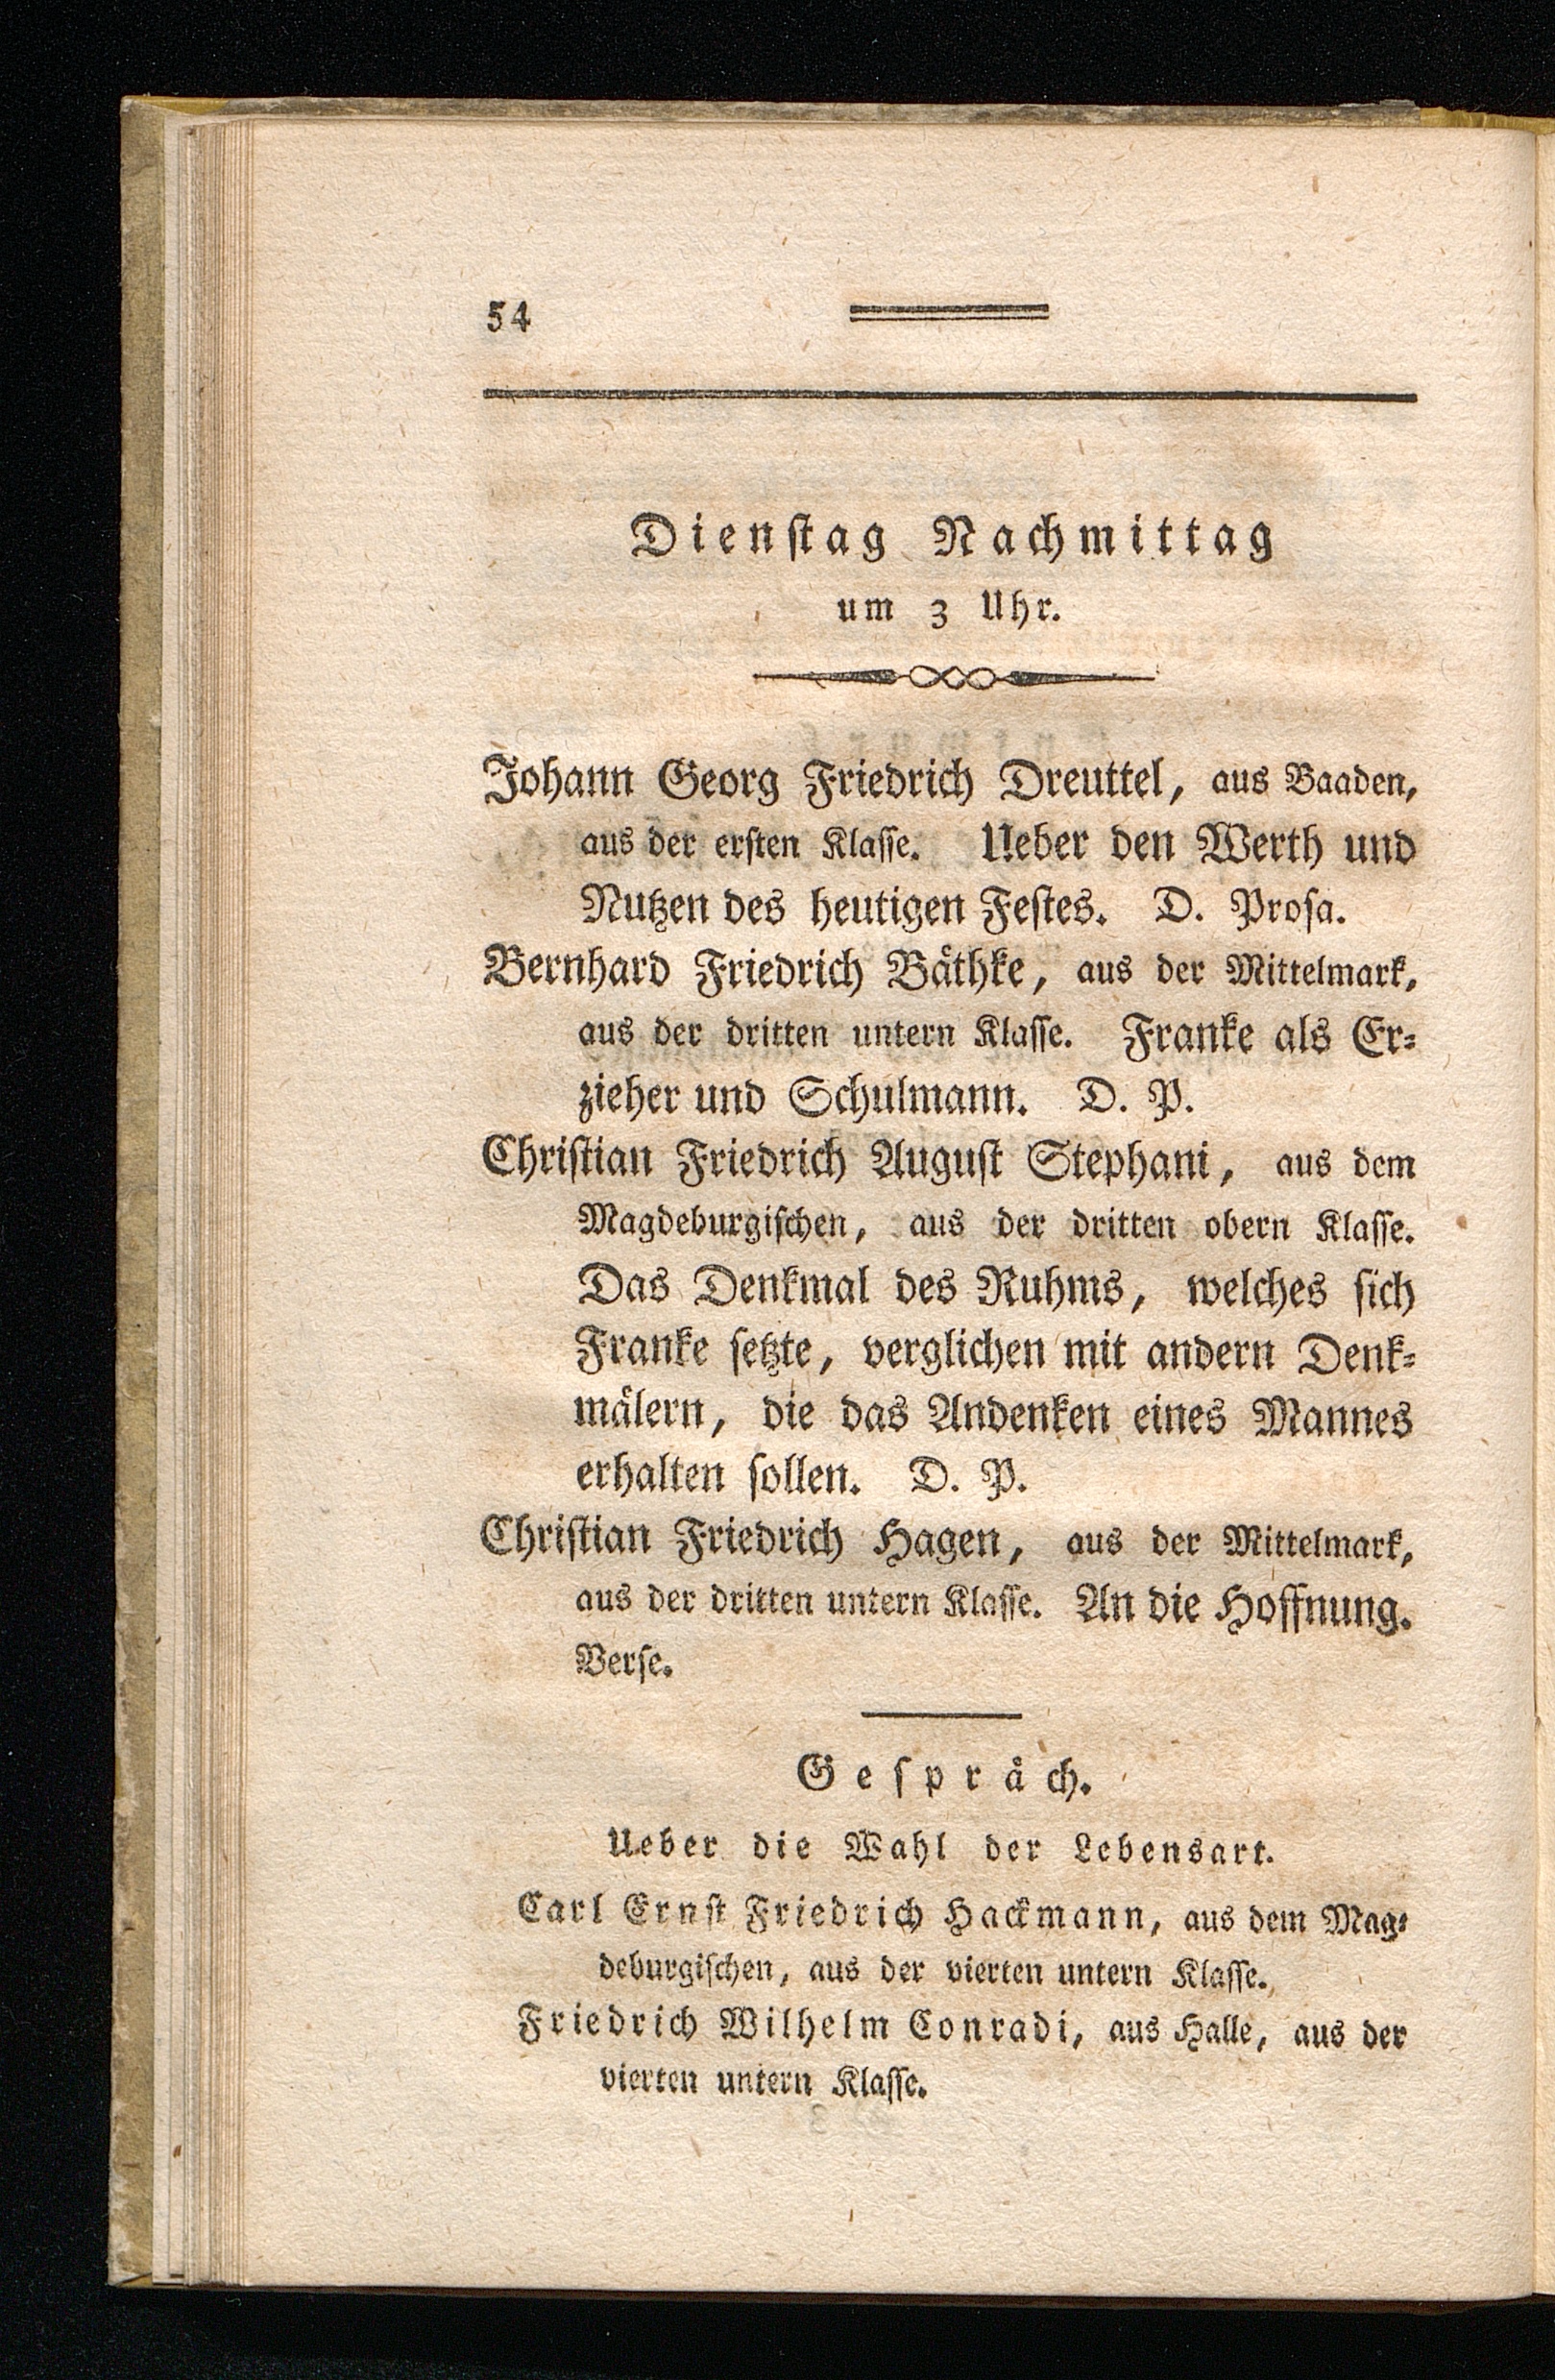 54
Dienſtag Nachmittag
um 3 Uhr.
Johann Georg Friedrich Dreuttel, aus Baaden,
aus der erſten Klaſſe. Ueber den Werth und
Nutzen des heutigen Feſtes. D. Proſa.
Bernhard Friedrich Bäthke, aus der Mittelmark,
aus der dritten untern Klaſſe. Franke als Er⸗
zieher und Schulmann. D. P.
Chriſtian Friedrich Auguſt Stephani, aus dem
Magdeburgiſchen, aus der dritten obern Klaſſe.
Das Denkmal des Ruhms, welches ſich
Franke ſetzte, verglichen mit andern Denk⸗
mälern, die das Andenken eines Mannes
erhalten ſollen. D. P.
Chriſtian Friedrich Hagen, aus der Mittelmark,
aus der dritten untern Klaſſe. An die Hoffnung.
Verſe.
Geſpräch.
Ueber die Wahl der Lebensart.
Carl Ernſt Friedrich Hackmann, aus dem Mag⸗
deburgiſchen, aus der vierten untern Klaſſe.
Friedrich Wilhelm Conradi, aus Halle, aus der
vierten untern Klaſſe.